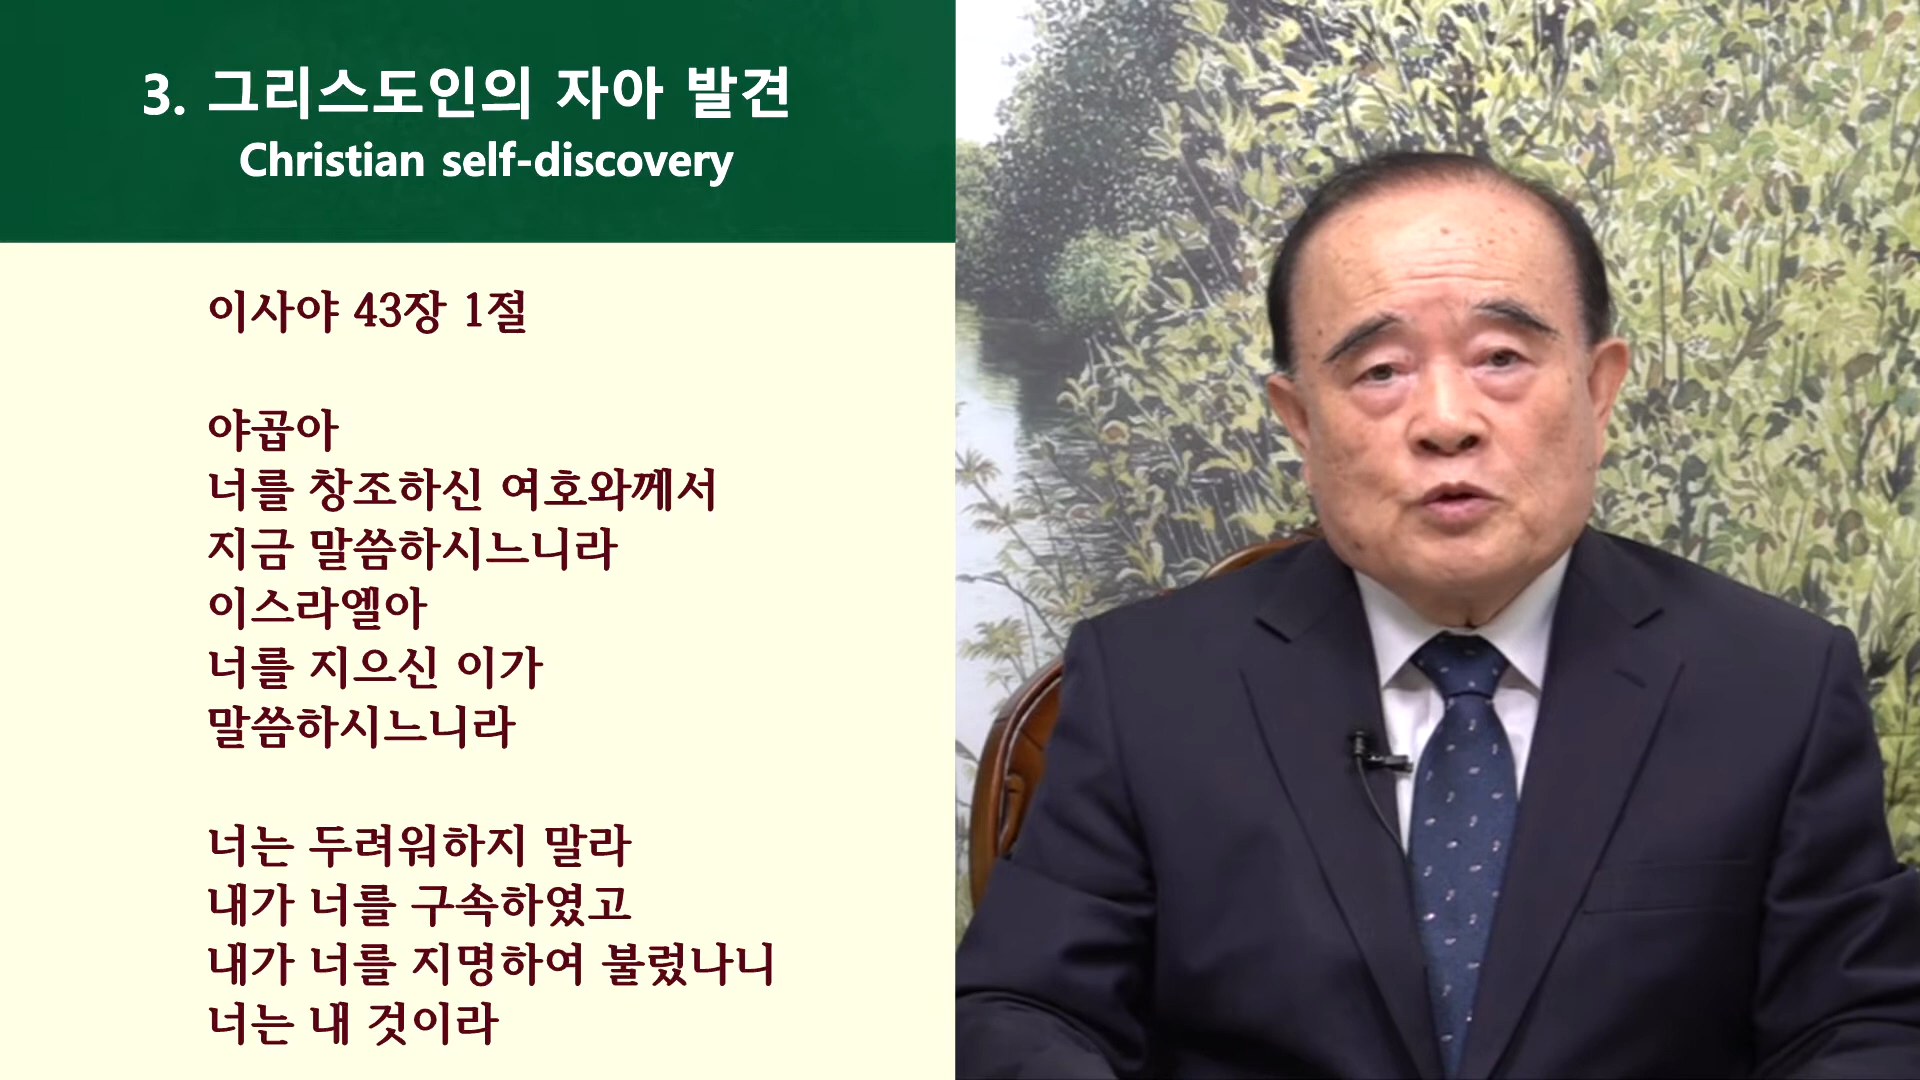 3. 그리스도인의 자아 발견
Christian self-discovery
이사야 43장 1절
야곱아
너를 창조하신 여호와께서
지금 말씀하시느니라
이스라엘아
너를 지으신 이가
말씀하시느니라
너는 두려워하지 말라
내가 너를 구속하였고
내가 너를 지명하여 불렀나니
너는 내 것이라